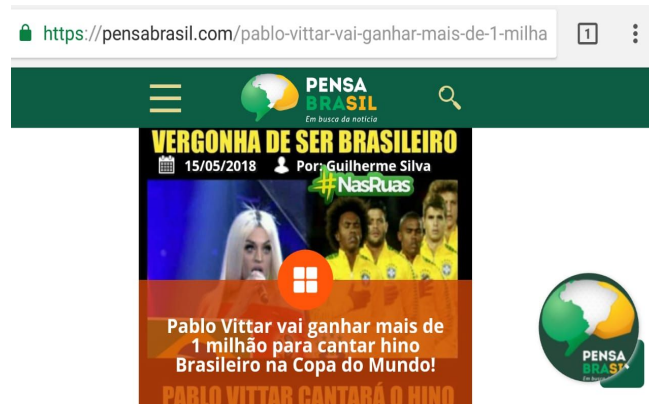 https://pensabrasil.com/pablo-vittar-vai-ganhar-mais-de-1-milha
1
PENSA
BRASIL
Em busca da notícia
VERGONHA DE SER BRASILEIRO
15/05/2018 Por: Guilherme Silva
#NasRuas
Pablo Vittar vai ganhar mais de
1 milhão para cantar hino
Brasileiro na Copa do Mundo!
PABLO VITTAR CANTARÁ O HINO
PENSA
BRASIL